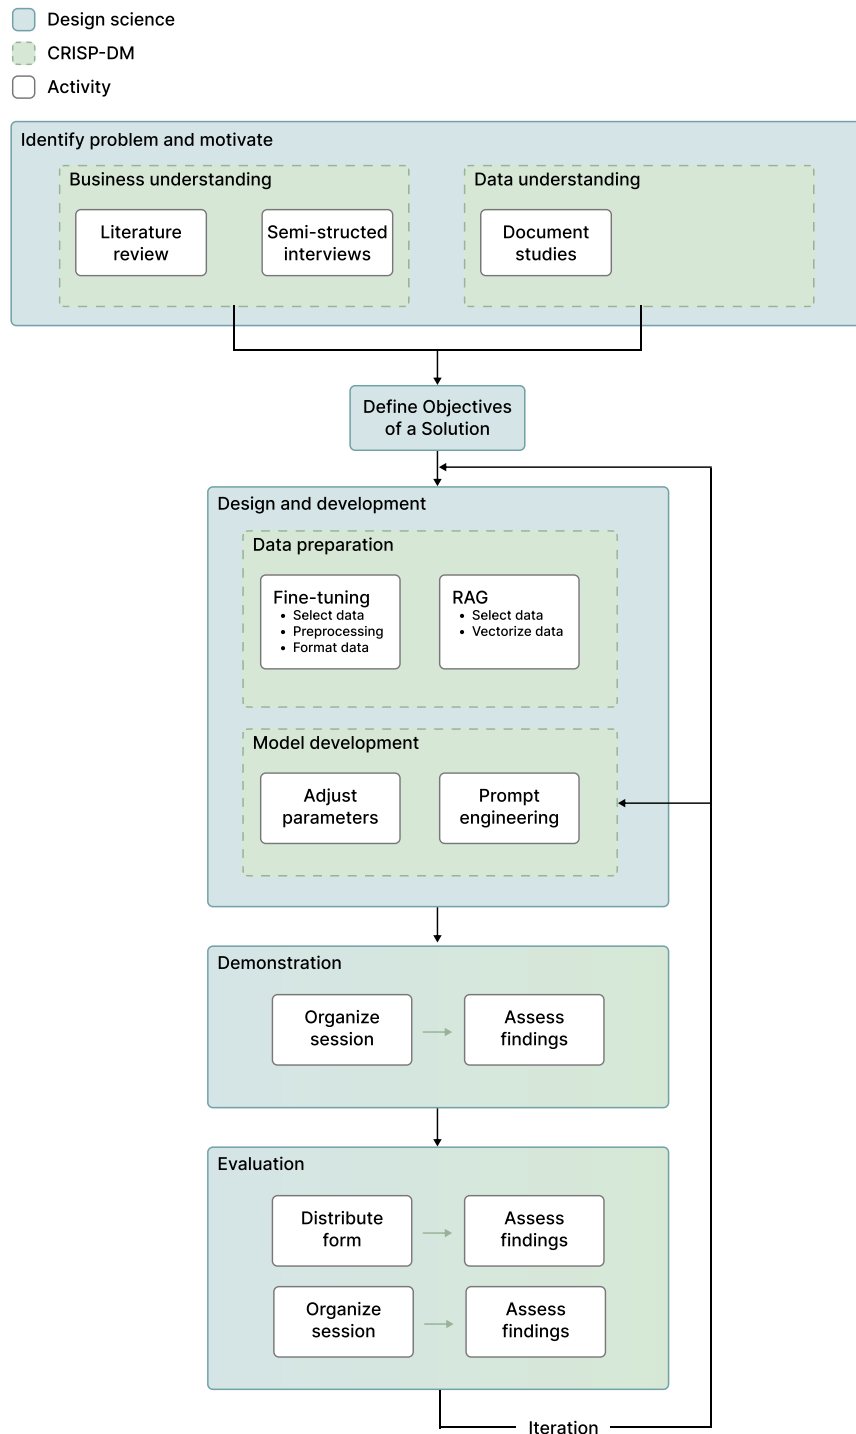 Design science
CRISP-DM
Activity
Identify problem and motivate
Business understanding
Data understanding
Literature
review
Semi-structed
interviews
Document
studies
Define Objectives
of a Solution
Design and development
Data preparation
Fine-tuning
• Select data
• Preprocessing
• Format data
RAG
• Select data
• Vectorize data
Model development
Adjust
parameters
Prompt
engineering
Demonstration
Organize
session
Assess
findings
Evaluation
Distribute
form
Assess
findings
Organize
session
Assess
findings
Iteration